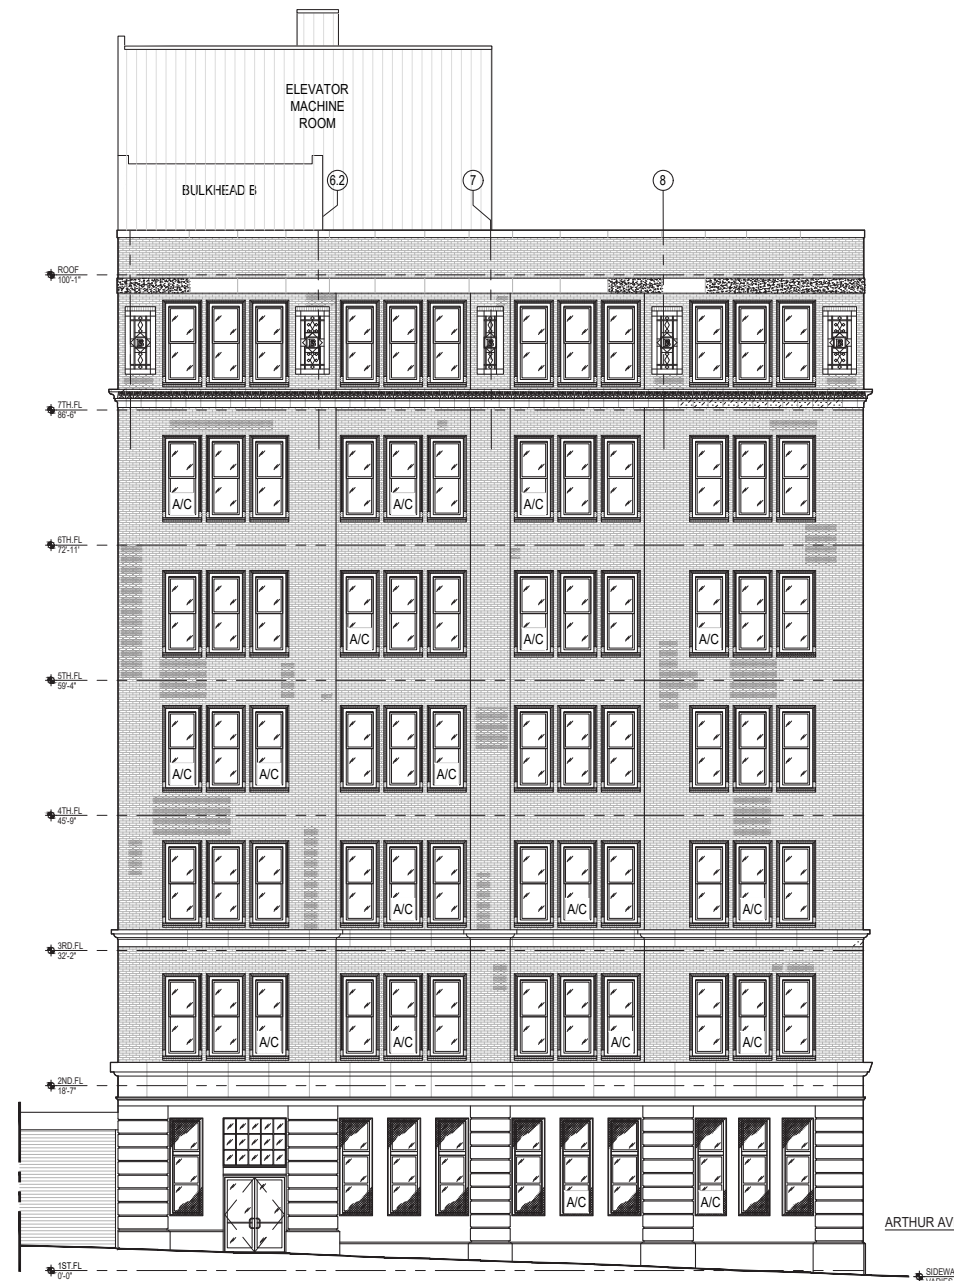 ELEVATOR
MACHINE
ROOM
BULKHEAD B
6.2
7
8
ROOF
100'-1"
7TH.FL
86'-6"
A/C
A/C
A/C
6TH.FL
72'-11'
A/C
A/C
A/C
5TH.FL
59'-4"
A/C
A/C
A/C
4TH.FL
45'-9"
A/C
A/C
A/C
3RD.FL
32'-2"
A/C
A/C
A/C
A/C
2ND.FL
18'-7"
A/C
A/C
ARTHUR AV
1ST.FL
0'-0"
SIDEWA
VARIES